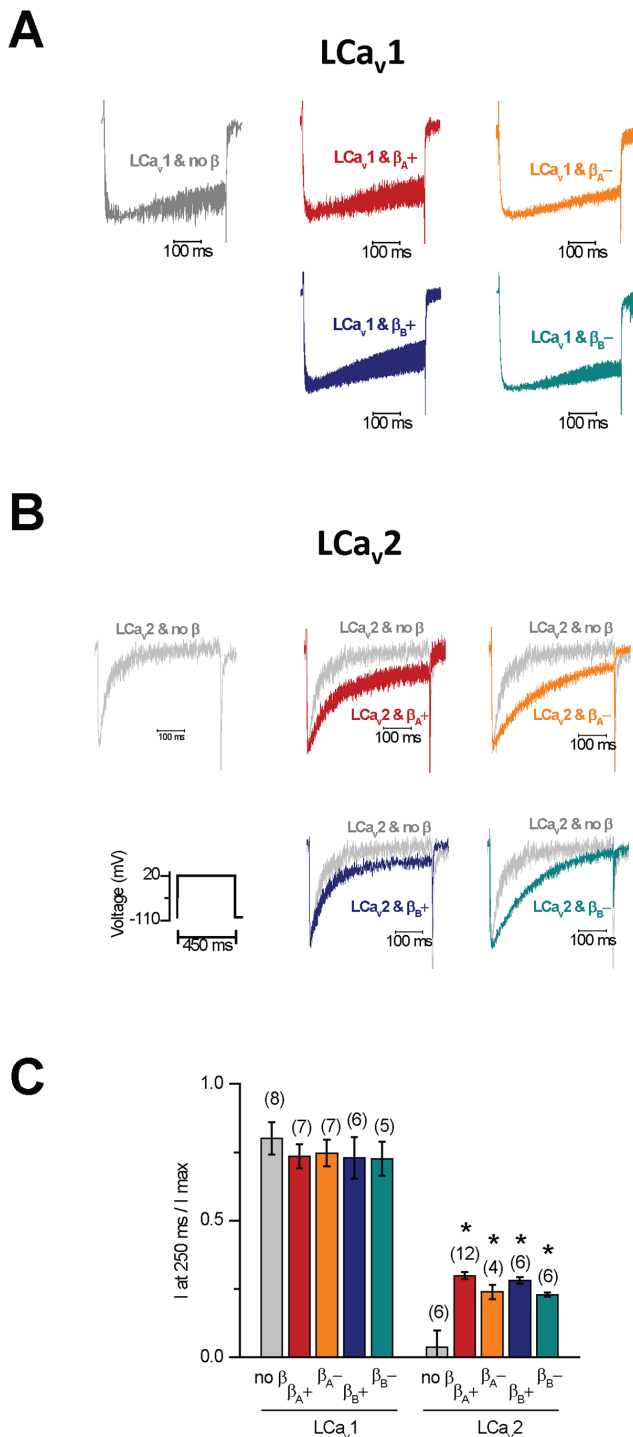 A
LCav1
LCav1 & no β
LCav1 & βA+
LCav1 & βA−
100 ms
100 ms
100 ms
LCav1 & βB+
LCav1 & βB−
100 ms
100 ms
B
LCav2
LCav2 & no β
LCav2 & no β
LCav2 & no β
LCav2 & βA+
LCav2 & βA−
100 ms
100 ms
100 ms
LCav2 & no β
LCav2 & no β
Voltage (mV)
20
-110
450 ms
LCav2 & βB+
LCav2 & βB−
100 ms
100 ms
C
I at 250 ms / I max
1.0
0.5
0.0
(8)
(7)
(7)
(6)
(5)
* * * *
(6)
(12)
(4)
(6)
(6)
no β βA+ βA− βB+ βB− no β βA+ βA− βB+ βB−
LCav1 LCav2